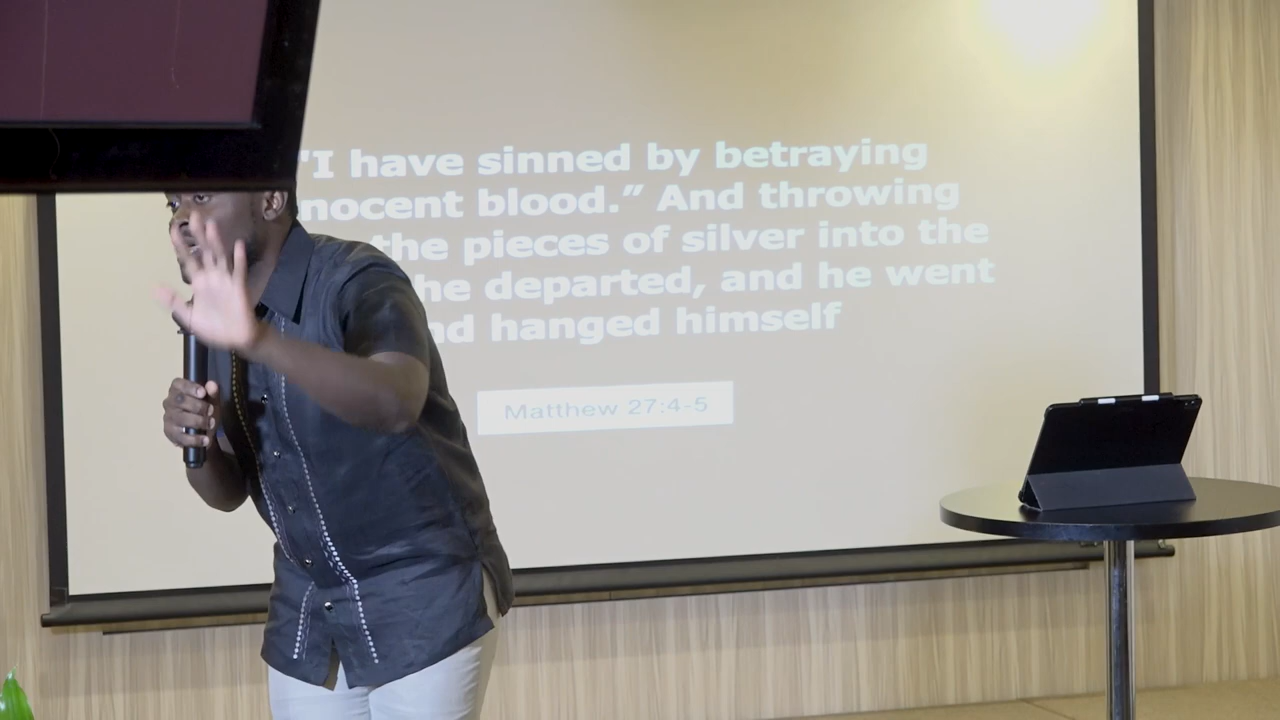 "I have sinned by betraying
nocent blood.” And throwing
the pieces of silver into the
he departed, and he went
nd hanged himself
Matthew 27:4-5